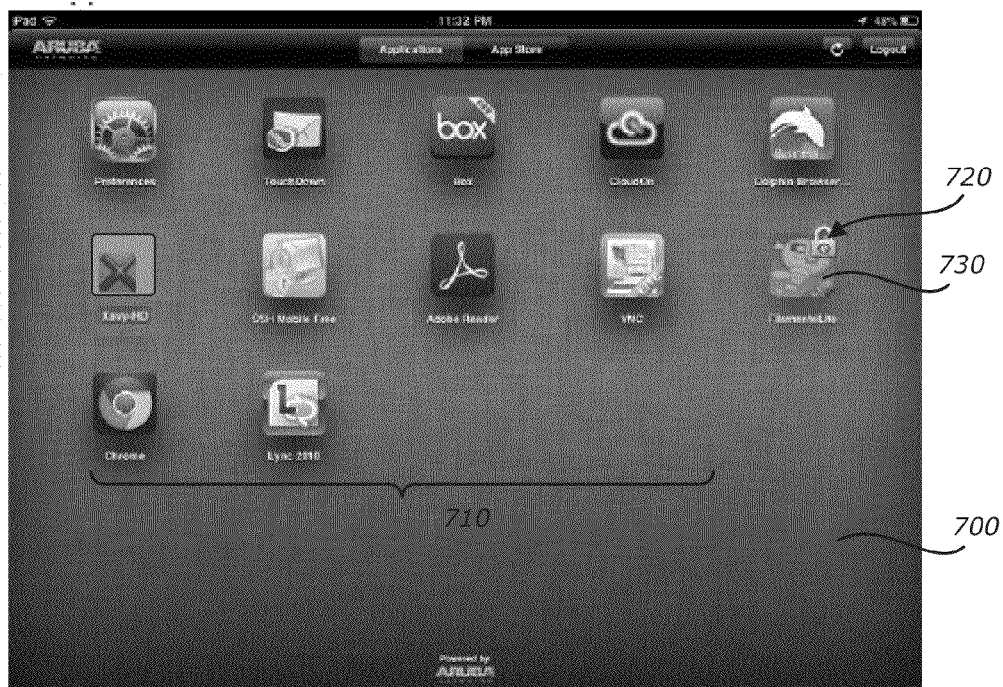 iPad 11:32 PM 48%
ARUBA NETWORKS Applications App Store Logout
box
Preferences TouchDown Box CloudOn Dolphin Browser...
720
730
Adobe Reader VNC
L
Chrome Lync 2010
710
700
Powered by
ARUBA